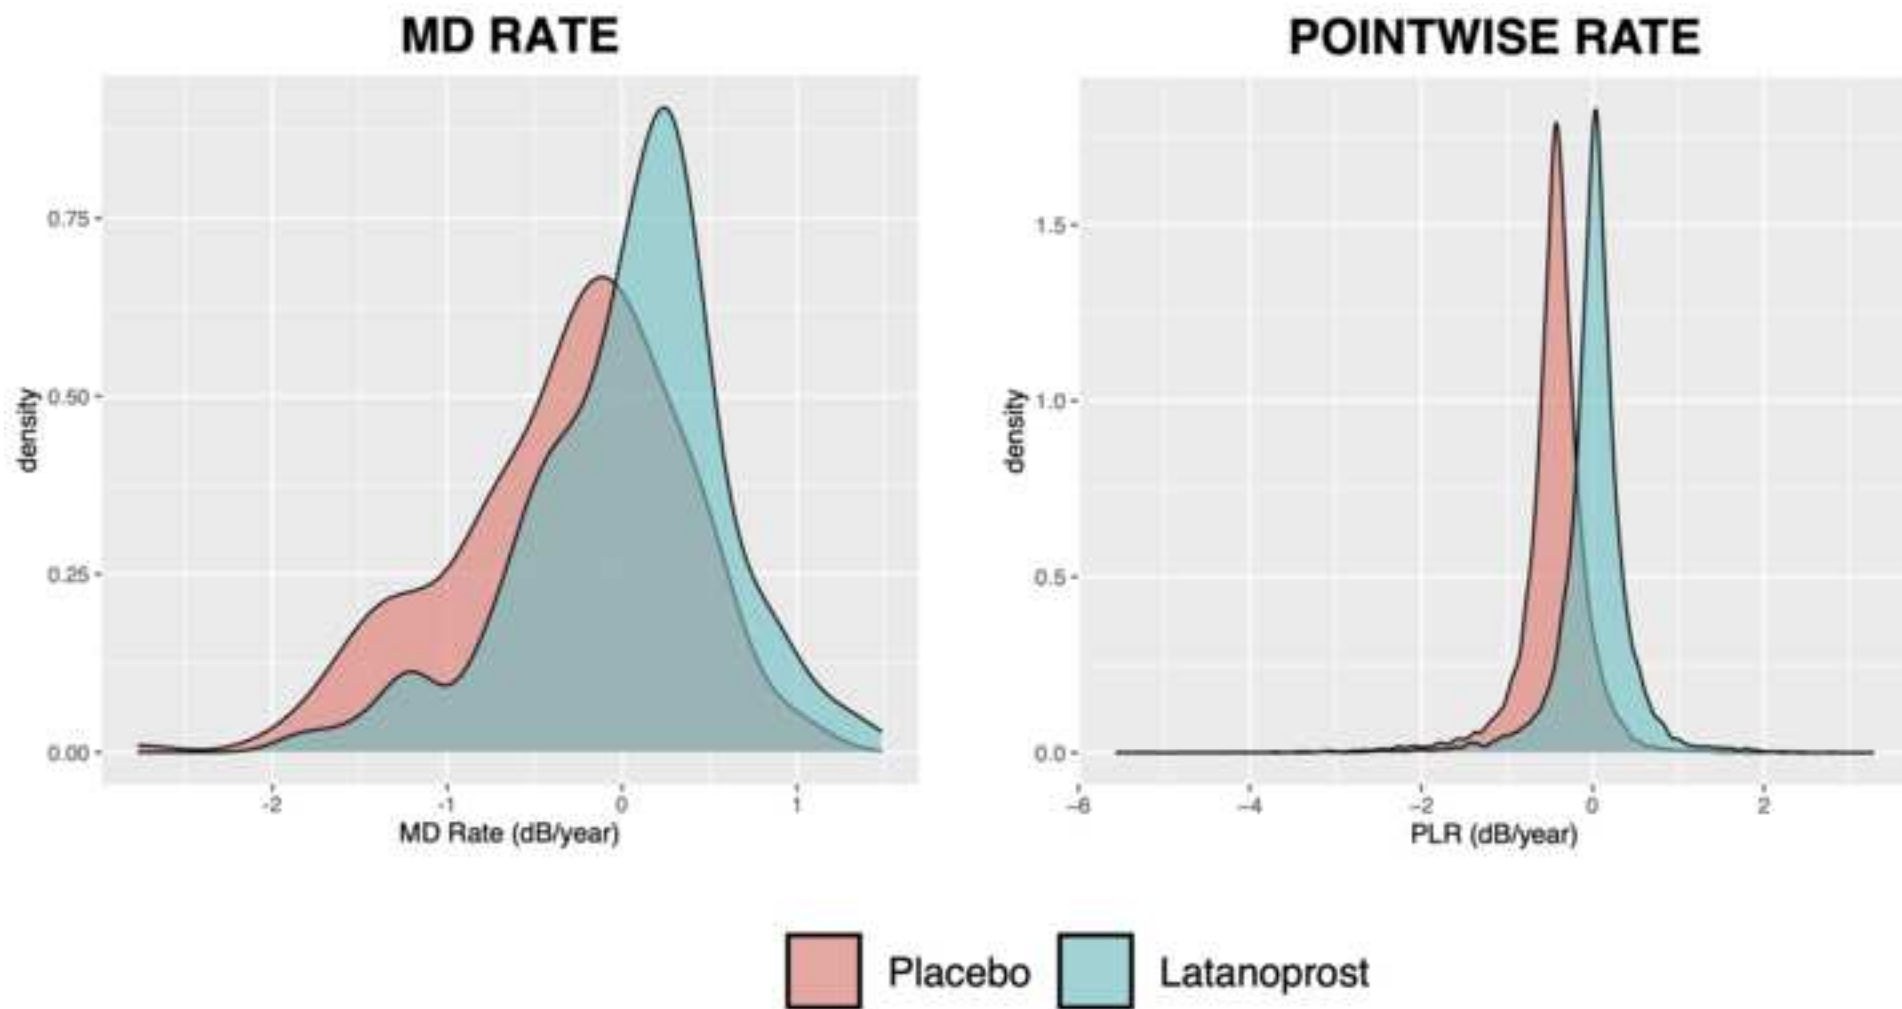 MD RATE
density
0.75
0.50
0.25
0.00
-2 -1 0 1
MD Rate (dB/year)
POINTWISE RATE
density
1.5
1.0
0.5
0.0
−6 −4 −2 0 2
PLR (dB/year)
Placebo Latanoprost